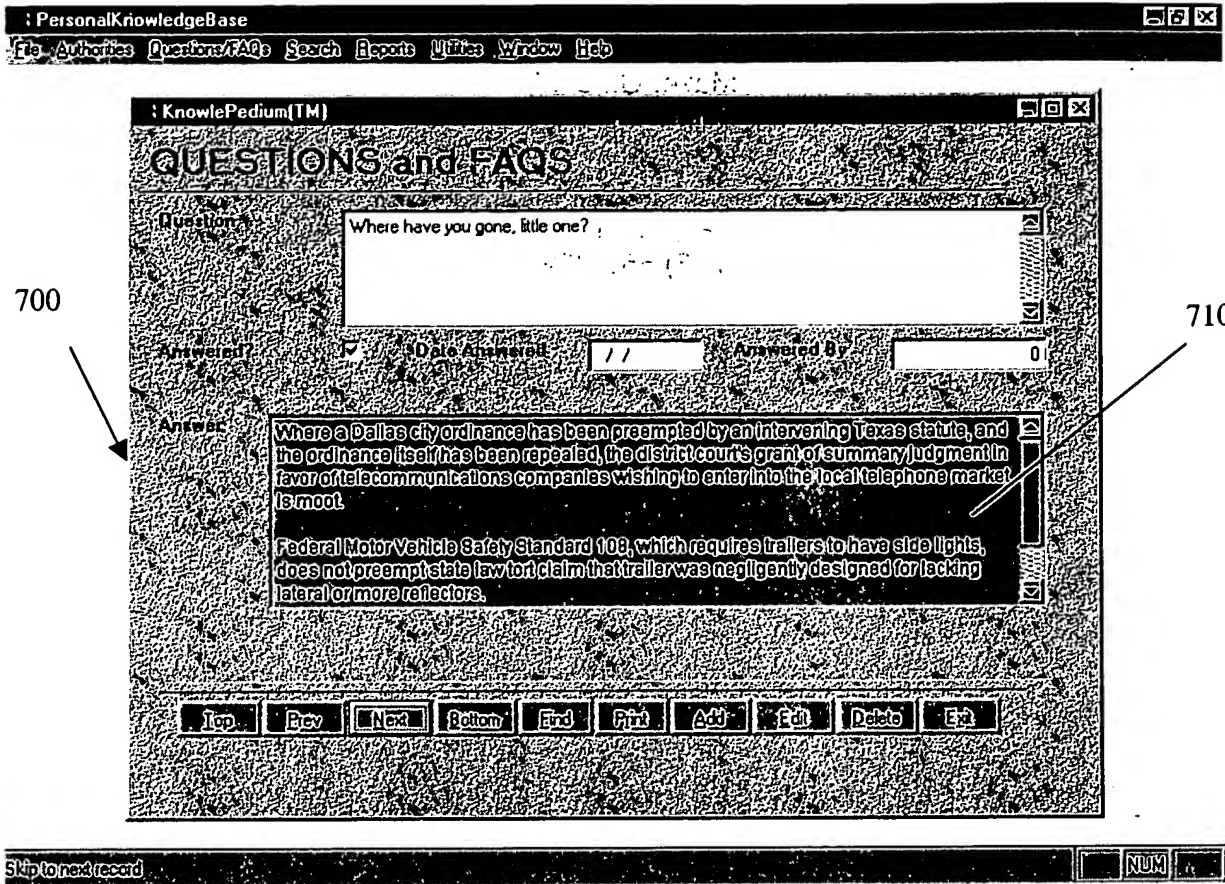 : PersonalKnowledgeBase
File Authorities Questions/FAQs Search Reports Utilities Window Help
: KnowlePedium(TM)
QUESTIONS and FAQS
Question
Where have you gone, little one?
700
710
Answered?
Date Answered
/ /
Answered By
0
Answer
Where a Dallas city ordinance has been preempted by an intervening Texas statute, and
the ordinance itself has been repealed, the district court's grant of summary judgment in
favor of telecommunications companies wishing to enter into the local telephone market
is moot.
Federal Motor Vehicle Safety Standard 108, which requires trailers to have side lights,
does not preempt state law tort claim that trailer was negligently designed for lacking
lateral or more reflectors.
Top Prev Next Bottom Find Print Add Edit Delete Exit
Skip to next record
NUM